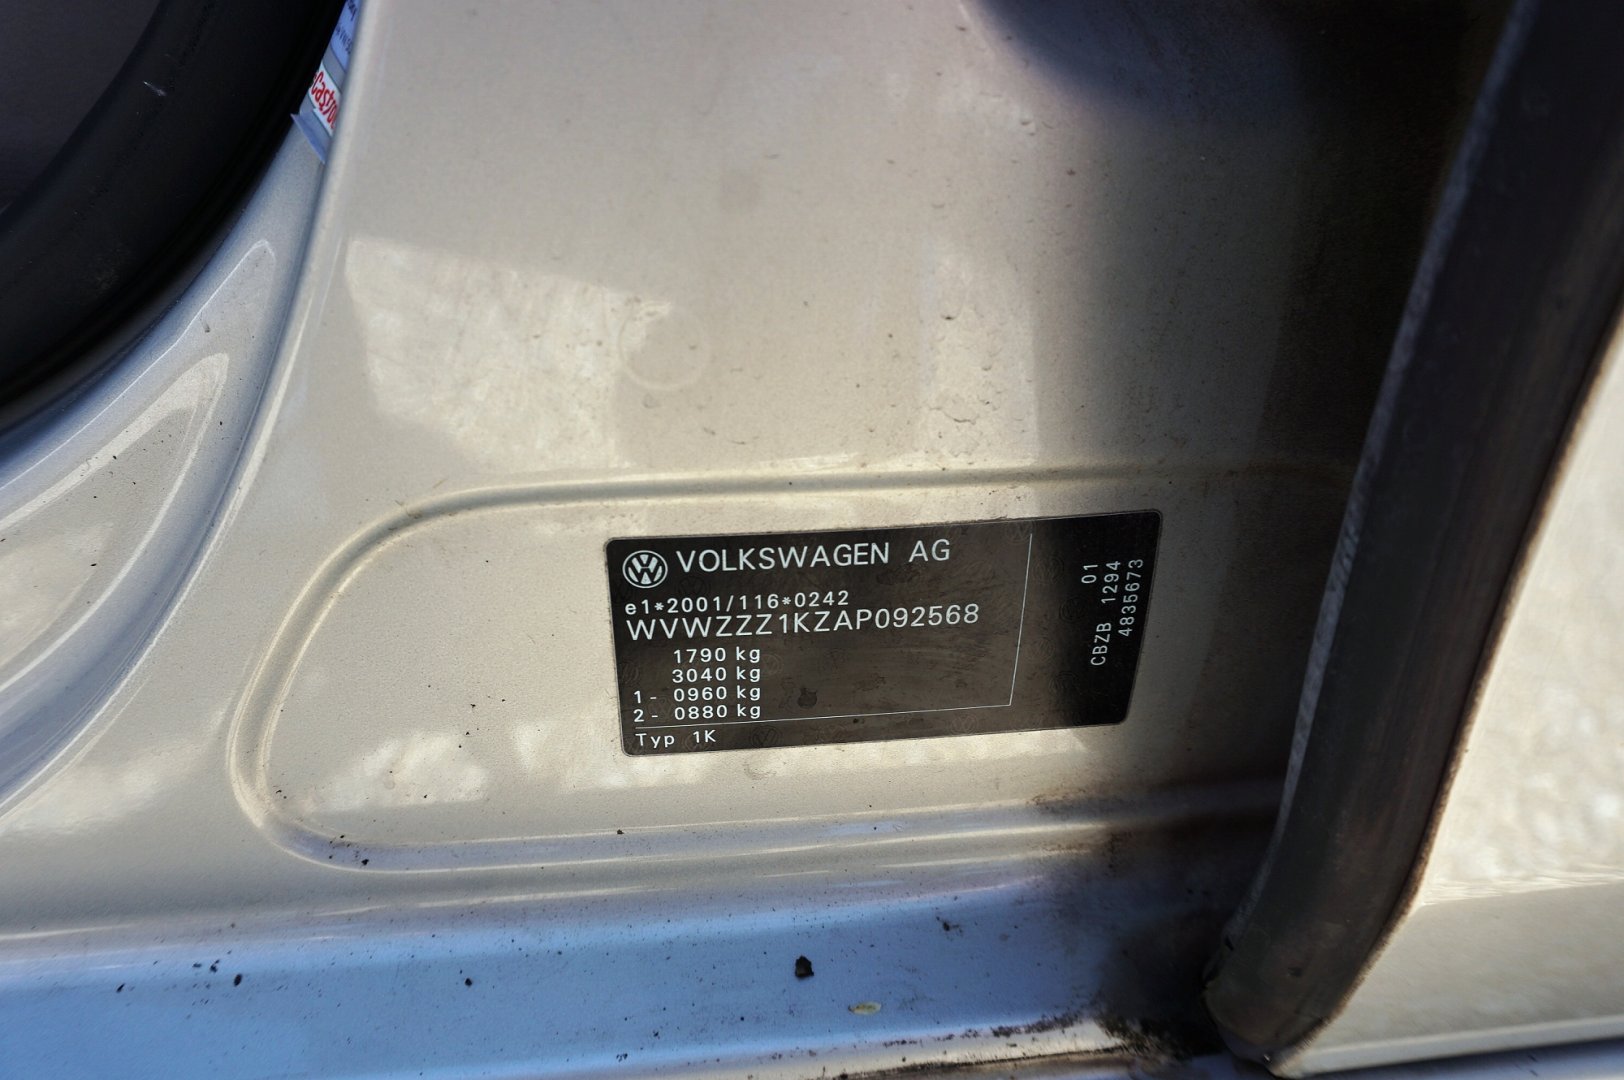 Castrol
VOLKSWAGEN AG
e1*2001/116*0242
WVWZZZ1KZAP092568
1790 kg
3040 kg
1- 0960 kg
2- 0880 kg
Typ 1K
01
CBZB 1294
4835673